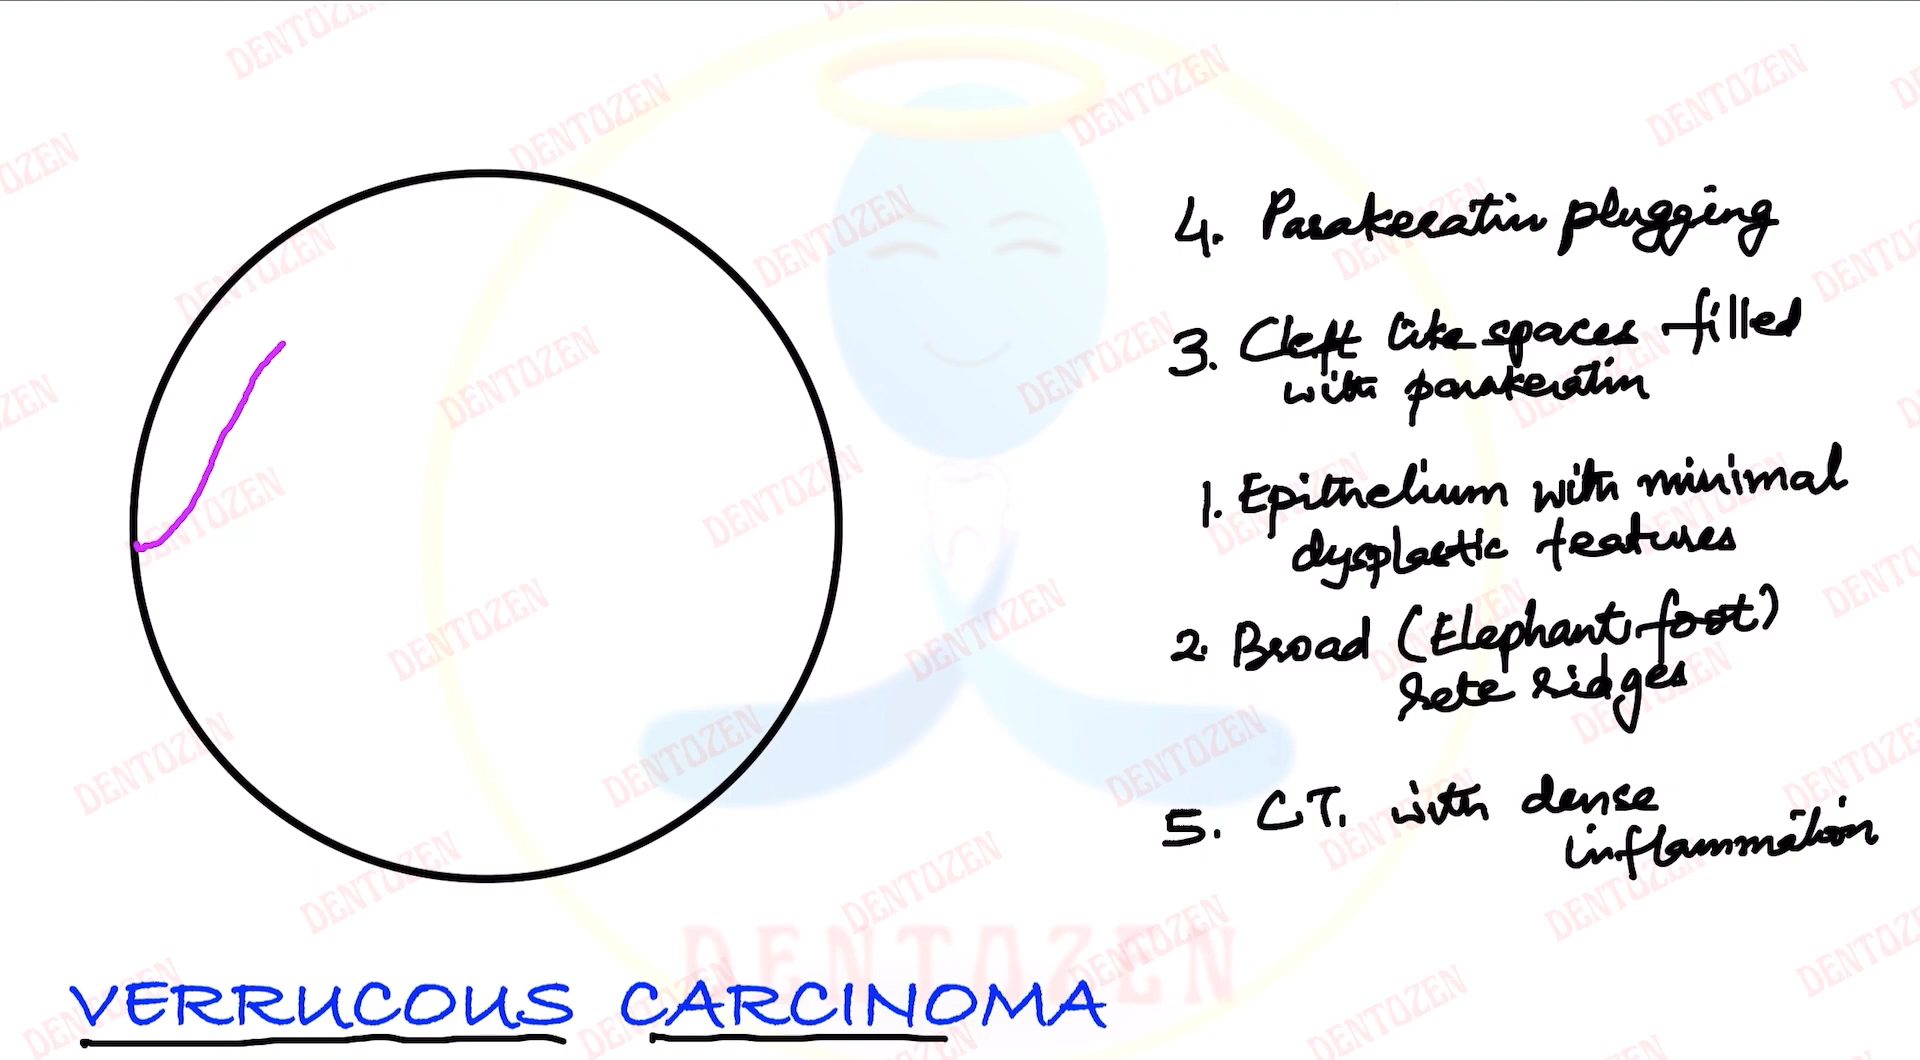 4. Parakeratin plugging
3. Cleft like spaces filled
with parakeratin
1. Epithelium with minimal
dysplastic features
2. Broad (Elephant foot)
rete ridges
5. C.T. with dense
inflammation
DENTOZEN
VERRUCOUS CARCINOMA